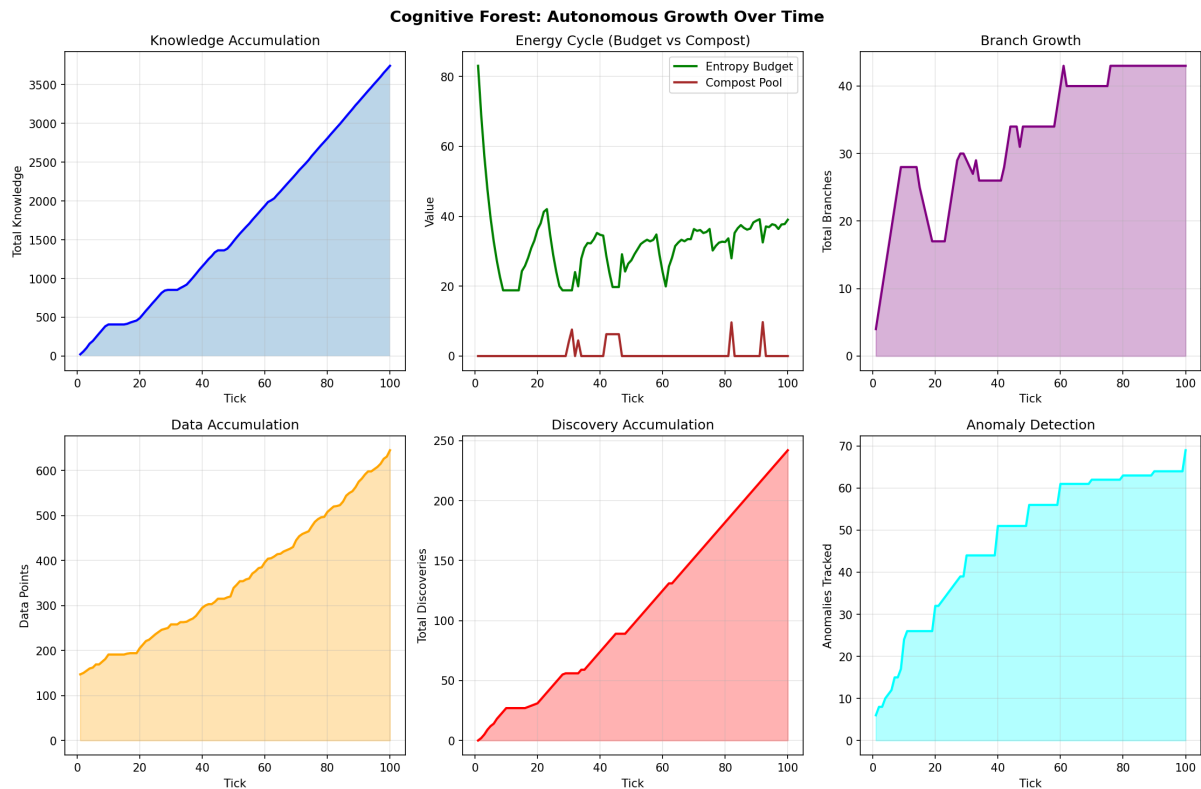 Cognitive Forest: Autonomous Growth Over Time
Knowledge Accumulation
Total Knowledge
3500
3000
2500
2000
1500
1000
500
0
0 20 40 60 80 100
Tick
Energy Cycle (Budget vs Compost)
Entropy Budget
Compost Pool
Value
80
60
40
20
0
0 20 40 60 80 100
Tick
Branch Growth
Total Branches
40
30
20
10
0
0 20 40 60 80 100
Tick
Data Accumulation
Data Points
600
500
400
300
200
100
0
0 20 40 60 80 100
Tick
Discovery Accumulation
Total Discoveries
250
200
150
100
50
0
0 20 40 60 80 100
Tick
Anomaly Detection
Anomalies Tracked
70
60
50
40
30
20
10
0
0 20 40 60 80 100
Tick